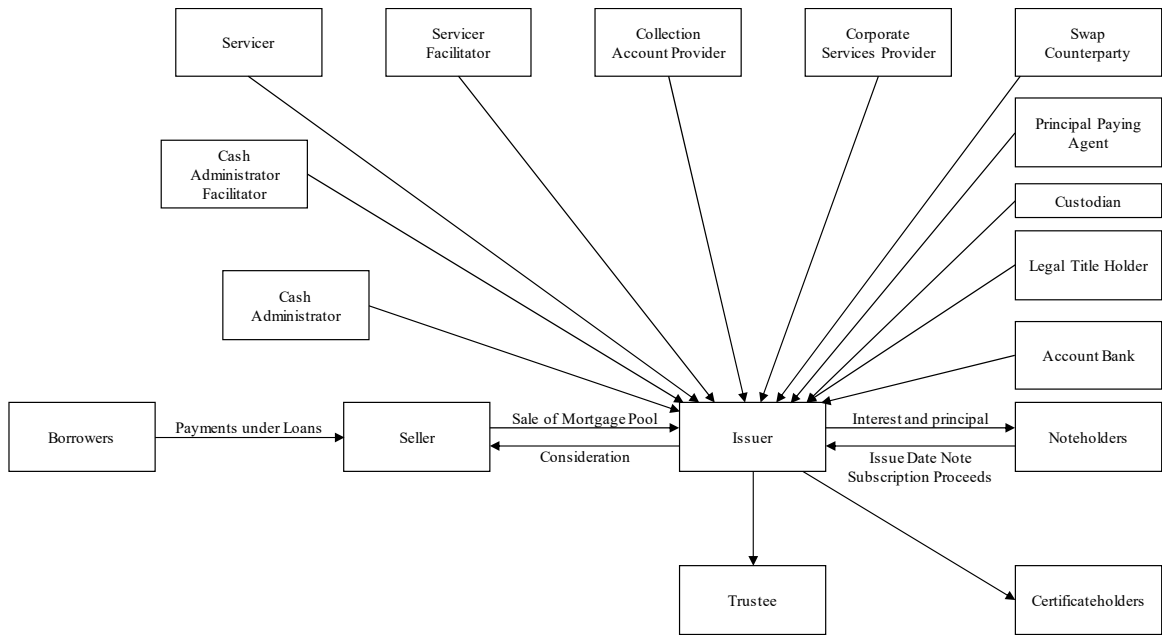 Servicer
Servicer
Facilitator
Collection
Account Provider
Corporate
Services Provider
Swap
Counterparty
Principal Paying
Agent
Cash
Administrator
Facilitator
Custodian
Legal Title Holder
Cash
Administrator
Account Bank
Borrowers
Payments under Loans
Seller
Sale of Mortgage Pool
Consideration
Issuer
Interest and principal
Issue Date Note
Subscription Proceeds
Noteholders
Trustee
Certificateholders